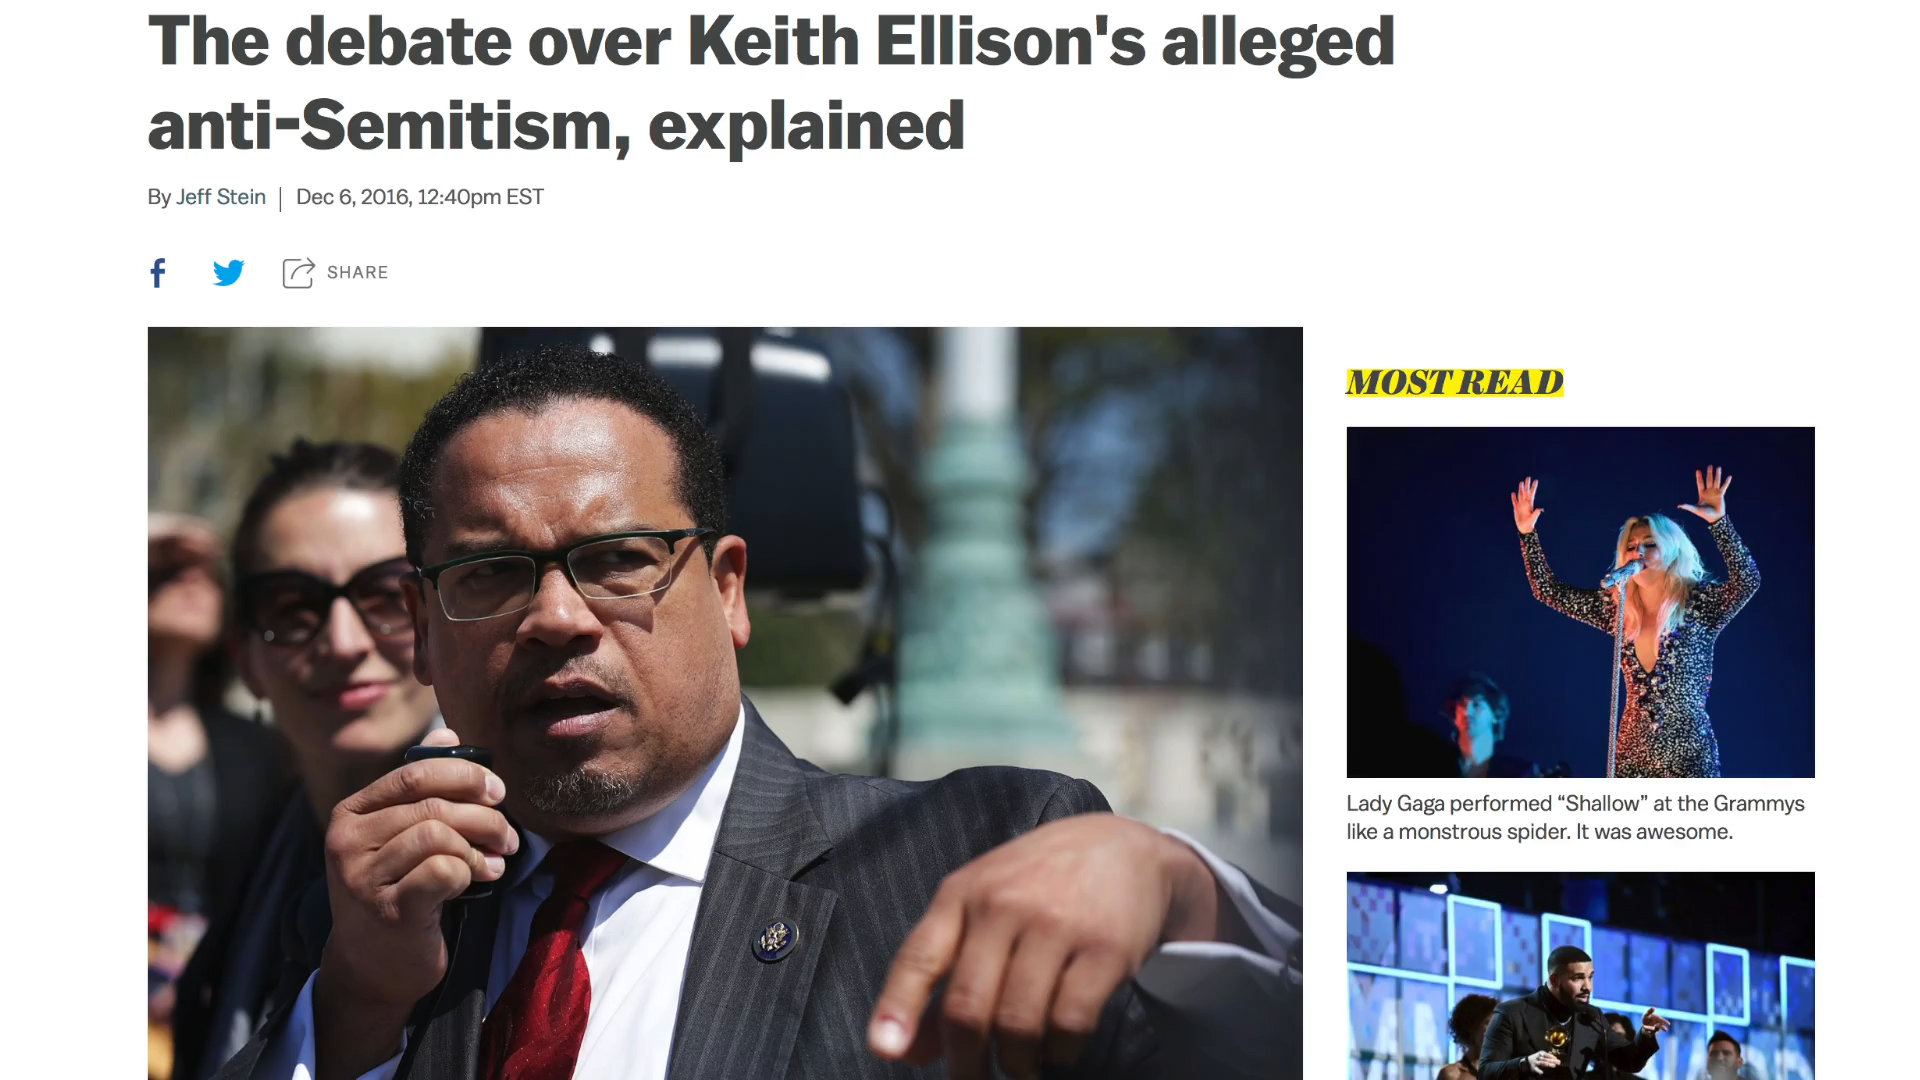 The debate over Keith Ellison's alleged
anti-Semitism, explained
By Jeff Stein | Dec 6, 2016, 12:40pm EST
SHARE
MOST READ
Lady Gaga performed “Shallow” at the Grammys
like a monstrous spider. It was awesome.